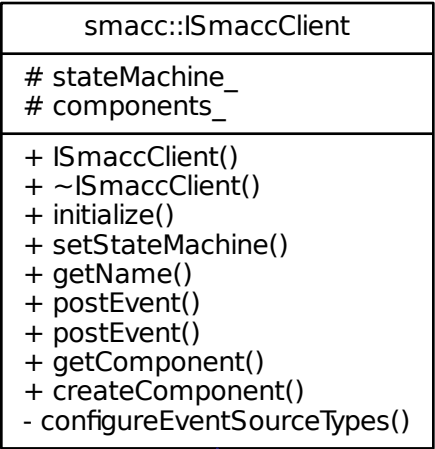 smacc::ISmaccClient
# stateMachine_
# components_
+ ISmaccClient()
+ ~ISmaccClient()
+ initialize()
+ setStateMachine()
+ getName()
+ postEvent()
+ postEvent()
+ getComponent()
+ createComponent()
- configureEventSourceTypes()